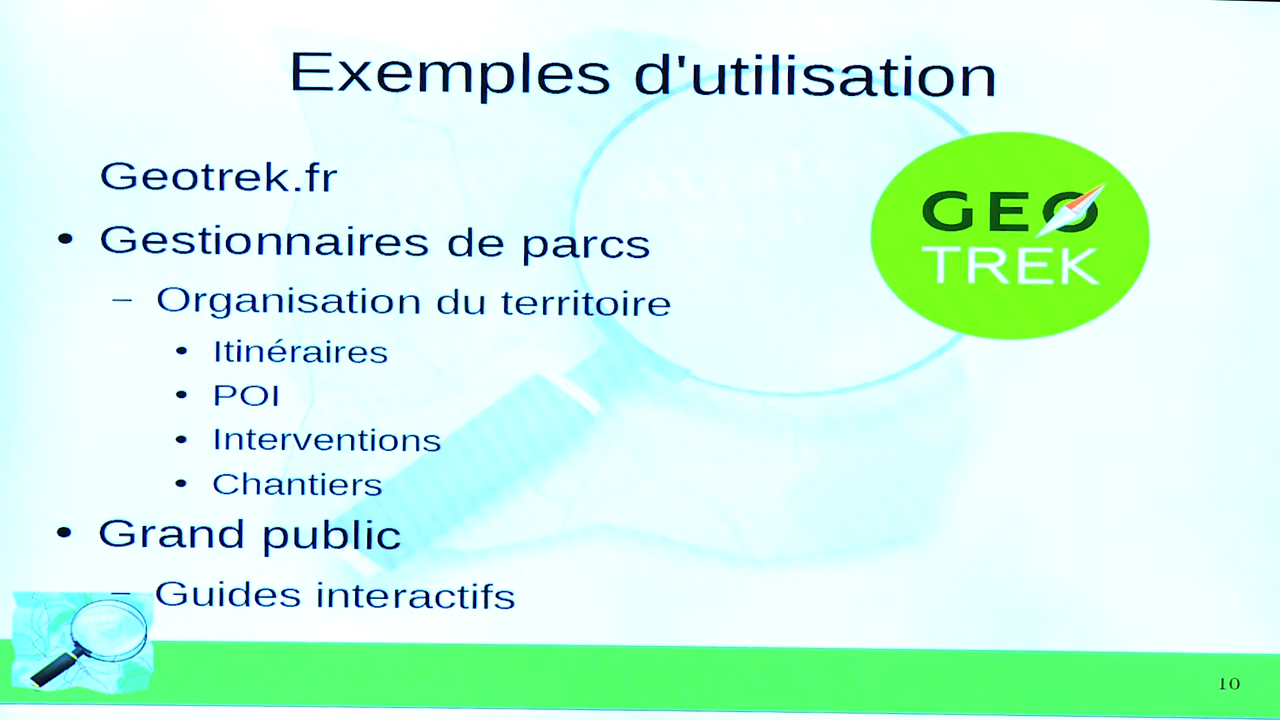 Exemples d'utilisation
Geotrek.fr
• Gestionnaires de parcs
– Organisation du territoire
• Itinéraires
• POI
• Interventions
• Chantiers
• Grand public
– Guides interactifs
GEO
TREK
10